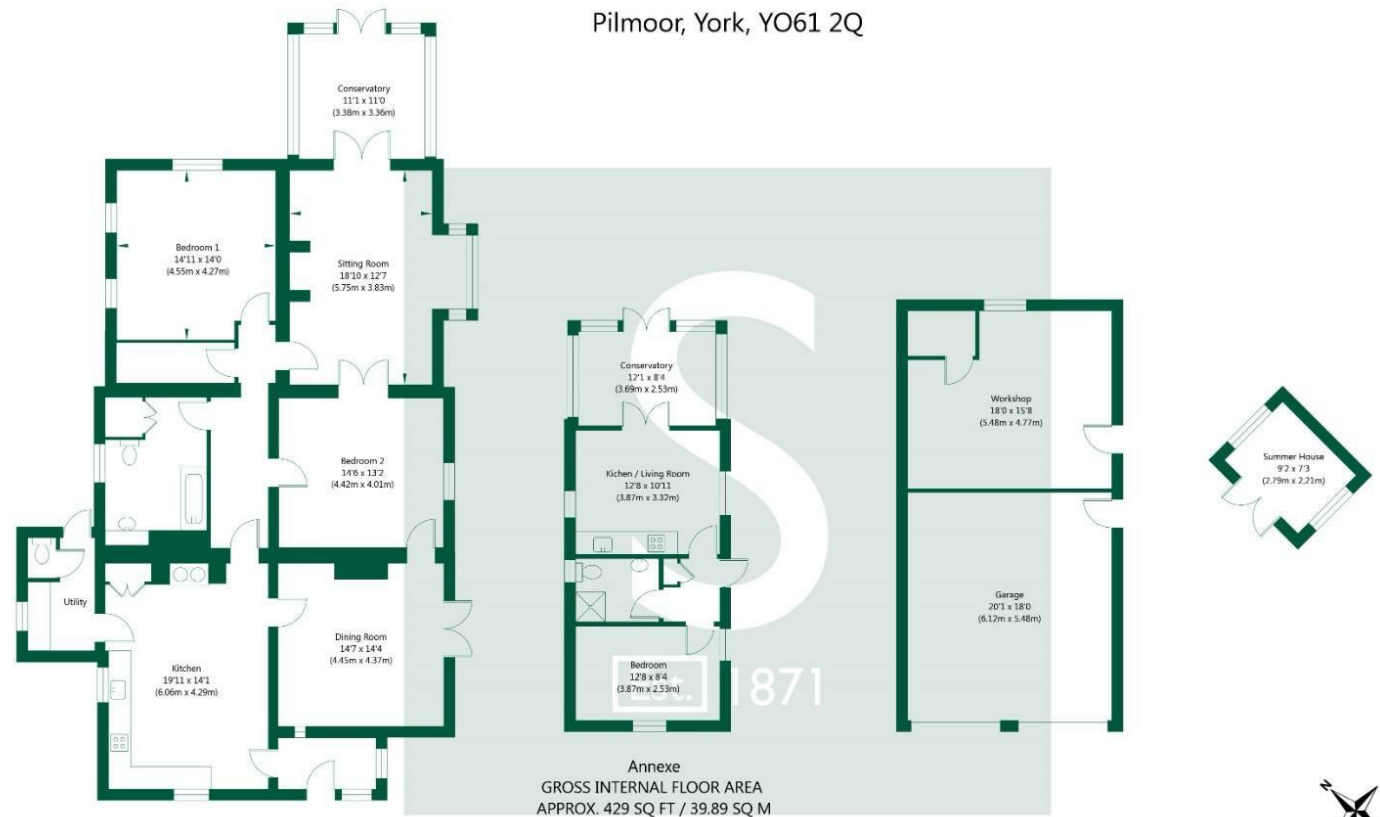 Pilmoor, York, YO61 2Q
Conservatory
11'1 x 11'0
(3.38m x 3.36m)
Bedroom 1
14'11 x 14'0
(4.55m x 4.27m)
Sitting Room
18'10 x 12'7
(5.75m x 3.83m)
Bedroom 2
14'6 x 13'2
(4.42m x 4.01m)
Utility
Kitchen
19'11 x 14'1
(6.06m x 4.29m)
Dining Room
14'7 x 14'4
(4.45m x 4.37m)
Conservatory
12'1 x 8'4
(3.69m x 2.53m)
Kichen / Living Room
12'8 x 10'11
(3.87m x 3.32m)
Bedroom
12'8 x 8'4
(3.87m x 2.53m)
S
Est. 1871
Annexe
GROSS INTERNAL FLOOR AREA
APPROX. 429 SQ FT / 39.89 SQ M
Workshop
18'0 x 15'8
(5.48m x 4.77m)
Garage
20'1 x 18'0
(6.12m x 5.48m)
Summer House
9'2 x 7'3
(2.79m x 2.21m)
N